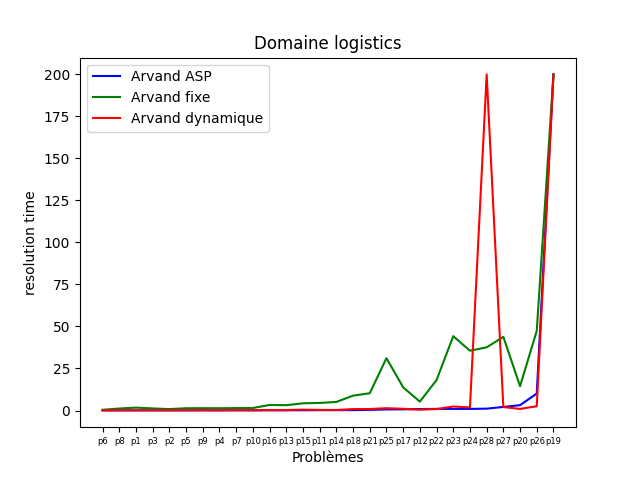 Domaine logistics
Arvand ASP
Arvand fixe
Arvand dynamique
resolution time
200
175
150
125
100
75
50
25
0
p6 p8 p1 p3 p2 p5 p9 p4 p7 p10 p16 p13 p15 p11 p14 p18 p21 p25 p17 p12 p22 p23 p24 p28 p27 p20 p26 p19
Problèmes